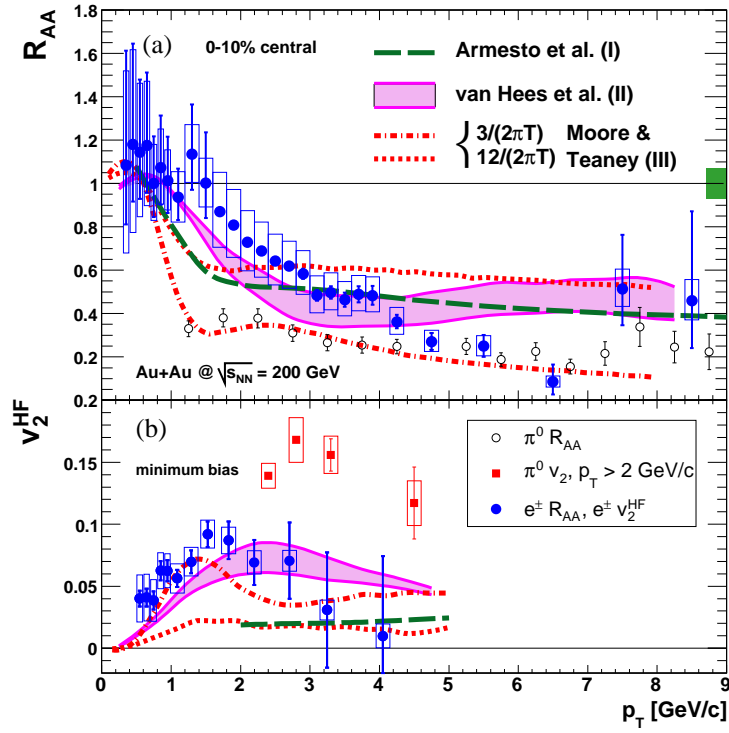 R_AA
1.8
1.6
1.4
1.2
1
0.8
0.6
0.4
0.2
(a)
0-10% central
Armesto et al. (I)
van Hees et al. (II)
{ 3/(2πT) Moore &
12/(2πT) Teaney (III)
Au+Au @ √s_NN = 200 GeV
v_2^HF
0.2
0.15
0.1
0.05
0
(b)
minimum bias
π⁰ R_AA
π⁰ v_2, p_T > 2 GeV/c
e± R_AA, e± v_2^HF
0 1 2 3 4 5 6 7 8 9
p_T [GeV/c]